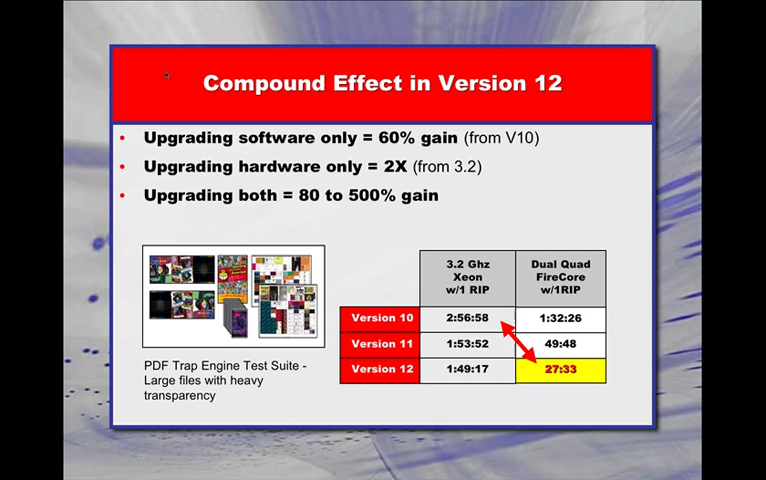 Compound Effect in Version 12
• Upgrading software only = 60% gain (from V10)
• Upgrading hardware only = 2X (from 3.2)
• Upgrading both = 80 to 500% gain
PDF Trap Engine Test Suite -
Large files with heavy
transparency
3.2 Ghz
Xeon
w/1 RIP
Dual Quad
FireCore
w/1RIP
Version 10 2:56:58 1:32:26
Version 11 1:53:52 49:48
Version 12 1:49:17 27:33